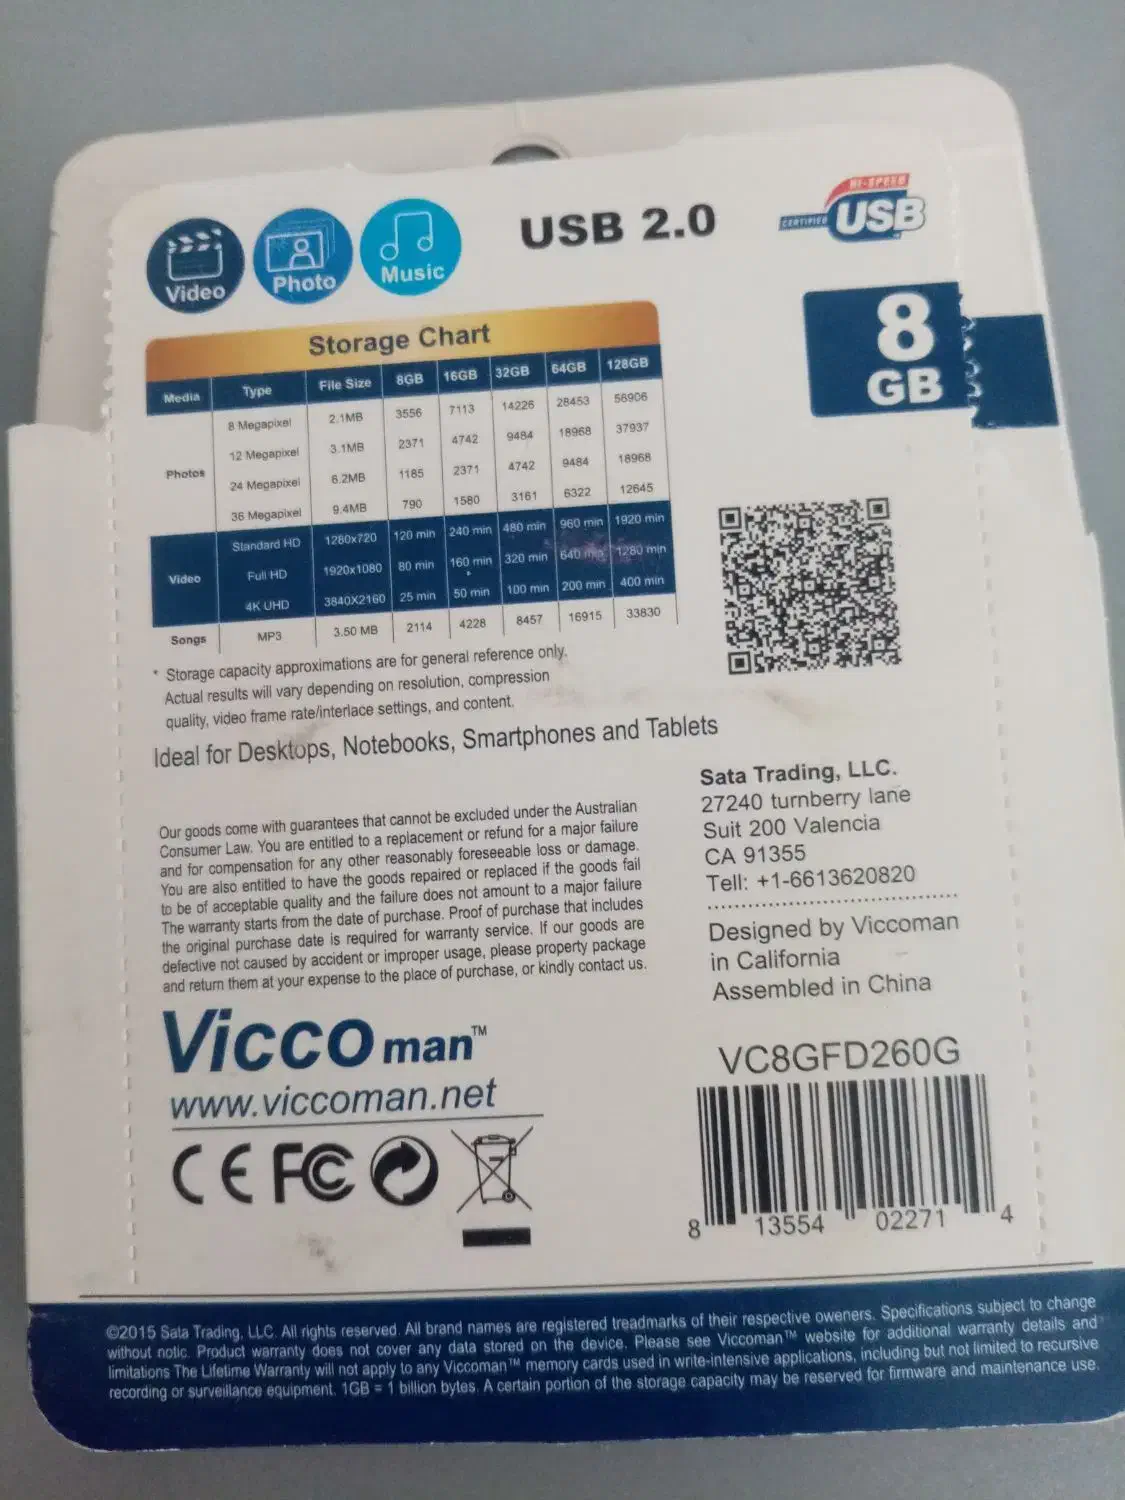 Video
Photo
Music
USB 2.0
HI-SPEED
CERTIFIED USB
8
GB
Storage Chart
Media Type File Size 8GB 16GB 32GB 64GB 128GB
Photos
8 Megapixel 2.1MB 3556 7113 14226 28453 56906
12 Megapixel 3.1MB 2371 4742 9484 18968 37937
24 Megapixel 6.2MB 1185 2371 4742 9484 18968
36 Megapixel 9.4MB 790 1580 3161 6322 12645
Video
Standard HD 1280x720 120 min 240 min 480 min 960 min 1920 min
Full HD 1920x1080 80 min 160 min 320 min 640 min 1280 min
4K UHD 3840X2160 25 min 50 min 100 min 200 min 400 min
Songs MP3 3.50 MB 2114 4228 8457 16915 33830
* Storage capacity approximations are for general reference only.
Actual results will vary depending on resolution, compression
quality, video frame rate/interlace settings, and content.
Ideal for Desktops, Notebooks, Smartphones and Tablets
Our goods come with guarantees that cannot be excluded under the Australian
Consumer Law. You are entitled to a replacement or refund for a major failure
and for compensation for any other reasonably foreseeable loss or damage.
You are also entitled to have the goods repaired or replaced if the goods fail
to be of acceptable quality and the failure does not amount to a major failure
The warranty starts from the date of purchase. Proof of purchase that includes
the original purchase date is required for warranty service. If our goods are
defective not caused by accident or improper usage, please property package
and return them at your expense to the place of purchase, or kindly contact us.
Sata Trading, LLC.
27240 turnberry lane
Suit 200 Valencia
CA 91355
Tell: +1-6613620820
Designed by Viccoman
in California
Assembled in China
Vicco man™
www.viccoman.net
CE FC
VC8GFD260G
8 13554 02271 4
©2015 Sata Trading, LLC. All rights reserved. All brand names are registered treadmarks of their respective owners. Specifications subject to change
without notic. Product warranty does not cover any data stored on the device. Please see Viccoman™ website for additional warranty details and
limitations The Lifetime Warranty will not apply to any Viccoman™ memory cards used in write-intensive applications, including but not limited to recursive
recording or surveillance equipment. 1GB = 1 billion bytes. A certain portion of the storage capacity may be reserved for firmware and maintenance use.